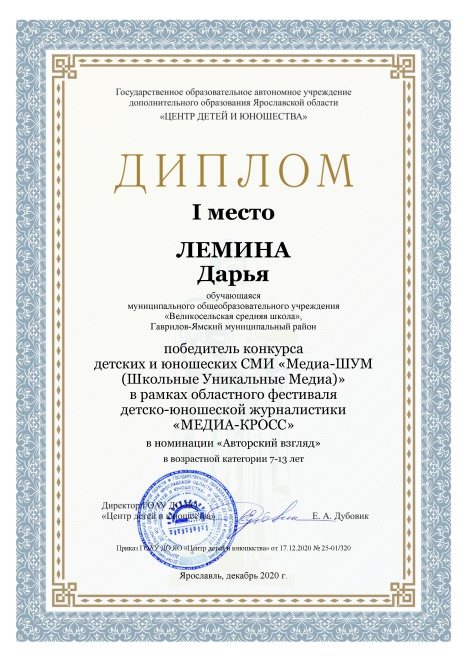 Государственное образовательное автономное учреждение
дополнительного образования Ярославской области
«ЦЕНТР ДЕТЕЙ И ЮНОШЕСТВА»
ДИПЛОМ
I место
ЛЕМИНА
Дарья
обучающаяся
муниципального общеобразовательного учреждения
«Великосельская средняя школа»,
Гаврилов-Ямский муниципальный район
победитель конкурса
детских и юношеских СМИ «Медиа-ШУМ
(Школьные Уникальные Медиа)»
в рамках областного фестиваля
детско-юношеской журналистики
«МЕДИА-КРОСС»
в номинации «Авторский взгляд»
в возрастной категории 7-13 лет
Директор ГОАУ ДО ЯО
«Центр детей и юношества»
Е. А. Дубовик
Приказ ГОАУ ДО ЯО «Центр детей и юношества» от 17.12.2020 № 25-01/320
Ярославль, декабрь 2020 г.